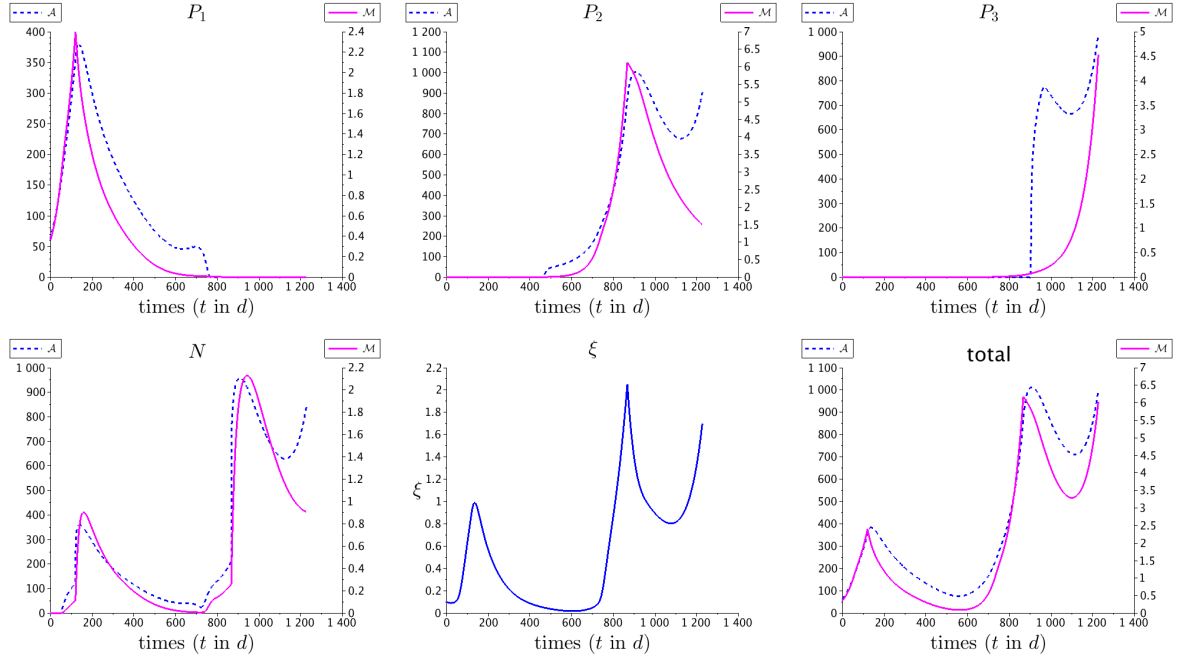 A P₁ M
400 2.4
350 2.2
2
300 1.8
250 1.6
1.4
200 1.2
150 1
0.8
100 0.6
50 0.4
0.2
0 0
0 200 400 600 800 1 000 1 200 1 400
times (t in d)
A P₂ M
1 200 7
1 100 6.5
1 000 6
900 5.5
800 5
700 4.5
4
600 3.5
500 3
400 2.5
300 2
200 1.5
1
100 0.5
0 0
0 200 400 600 800 1 000 1 200 1 400
times (t in d)
A P₃ M
1 000 5
900 4.5
800 4
700 3.5
600 3
500 2.5
400 2
300 1.5
200 1
100 0.5
0 0
0 200 400 600 800 1 000 1 200 1 400
times (t in d)
A N M
1 000 2.2
900 2
800 1.8
700 1.6
600 1.4
500 1.2
1
400 0.8
300 0.6
200 0.4
100 0.2
0 0
0 200 400 600 800 1 000 1 200 1 400
times (t in d)
ξ
2.2
2
1.8
1.6
1.4
1.2
ξ 1
0.8
0.6
0.4
0.2
0
0 200 400 600 800 1 000 1 200 1 400
times (t in d)
A total M
1 100 7
1 000 6.5
900 6
800 5.5
5
700 4.5
600 4
500 3.5
3
400 2.5
300 2
200 1.5
1
100 0.5
0 0
0 200 400 600 800 1 000 1 200 1 400
times (t in d)